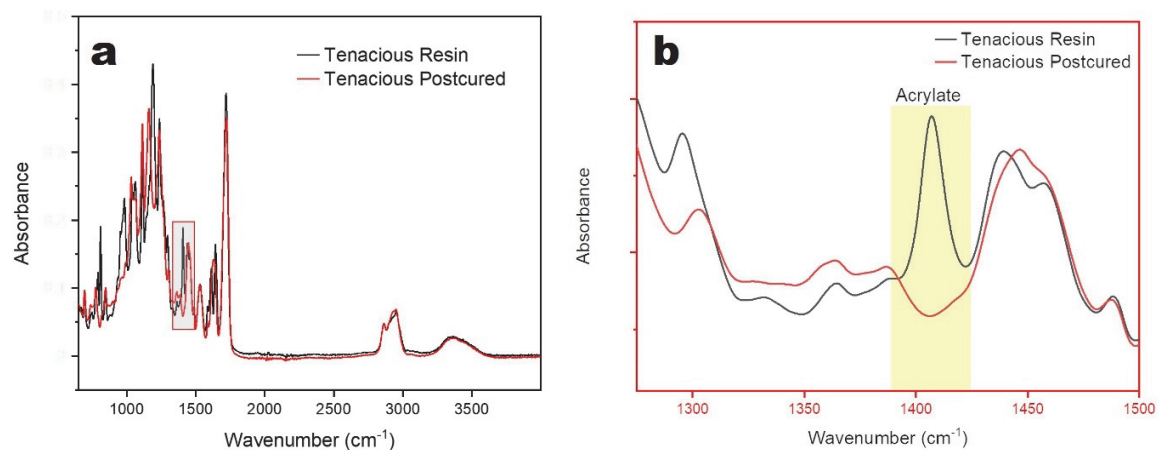 a
Tenacious Resin
Tenacious Postcured
Absorbance
1000
1500
2000
2500
3000
3500
Wavenumber (cm-1)
b
Tenacious Resin
Tenacious Postcured
Acrylate
Absorbance
1300
1350
1400
1450
1500
Wavenumber (cm-1)